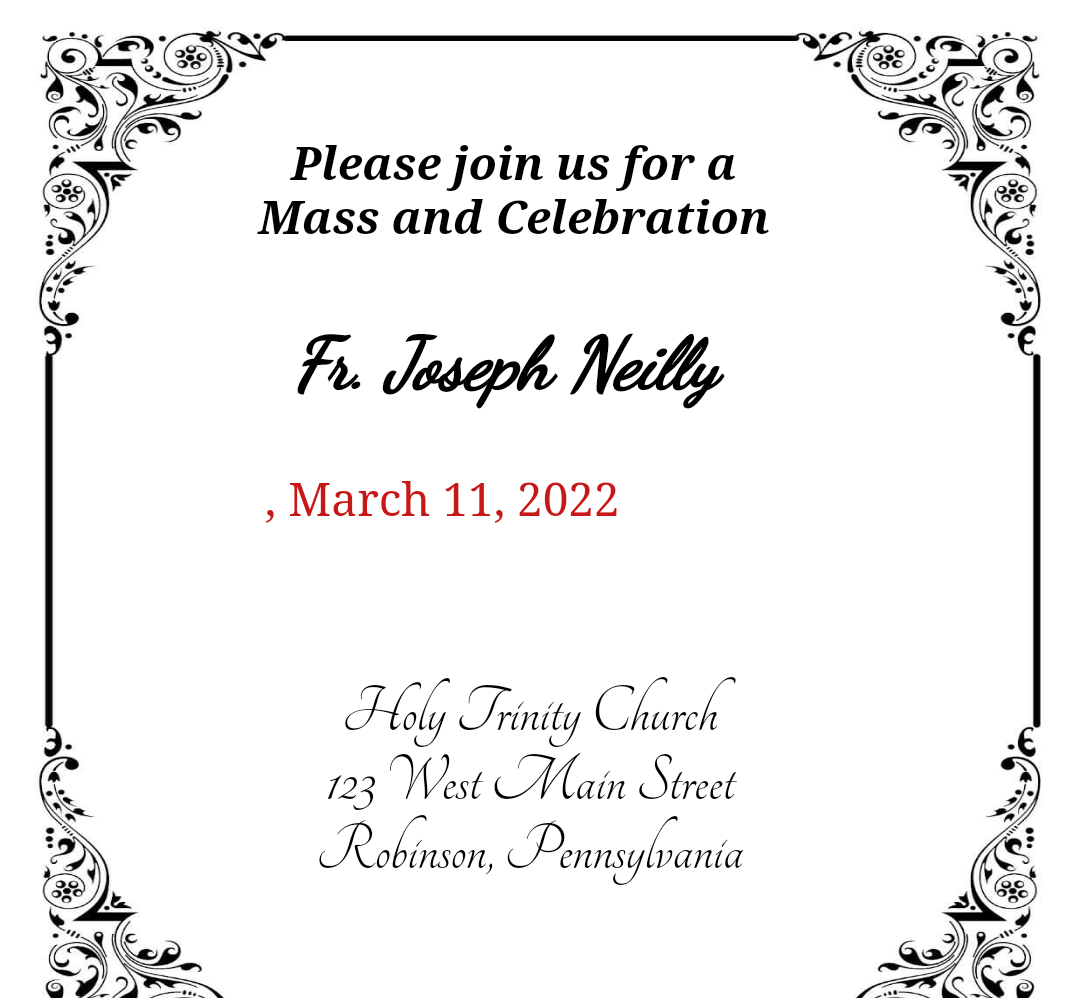 Please join us for a
Mass and Celebration
Fr. Joseph Neilly
, March 11, 2022
Holy Trinity Church
123 West Main Street
Robinson, Pennsylvania